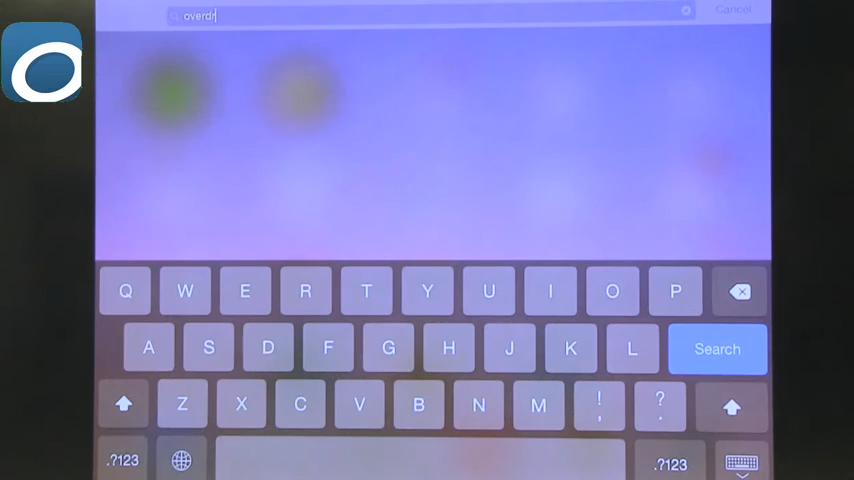 overdr Cancel
Q W E R T Y U I O P
A S D F G H J K L Search
Z X C V B N M ! , ? .
.?123 .?123